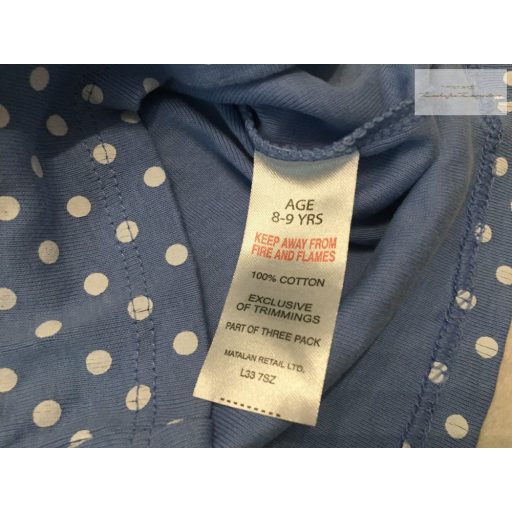 AGE
8-9 YRS
KEEP AWAY FROM
FIRE AND FLAMES
100% COTTON
EXCLUSIVE
OF TRIMMINGS
PART OF THREE PACK
MATALAN RETAIL LTD.
L33 7SZ